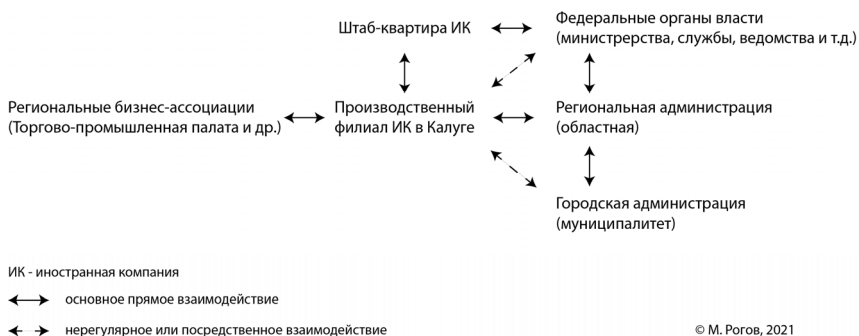 Штаб-квартира ИК
Федеральные органы власти
(министрерства, службы, ведомства и т.д.)
Региональные бизнес-ассоциации
(Торгово-промышленная палата и др.)
Производственный
филиал ИК в Калуге
Региональная администрация
(областная)
Городская администрация
(муниципалитет)
ИК - иностранная компания
основное прямое взаимодействие
нерегулярное или посредственное взаимодействие
© М. Рогов, 2021